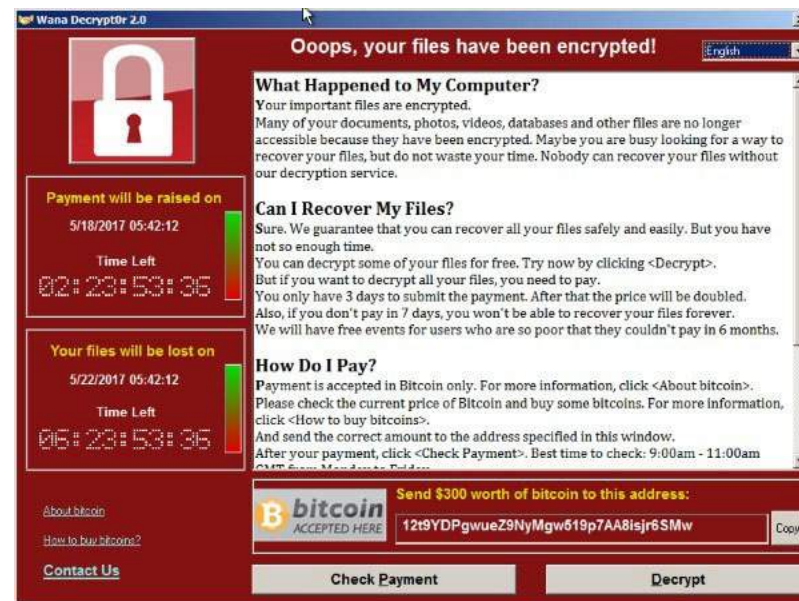 Wana Decrypt0r 2.0
Ooops, your files have been encrypted!
English
What Happened to My Computer?
Your important files are encrypted.
Many of your documents, photos, videos, databases and other files are no longer
accessible because they have been encrypted. Maybe you are busy looking for a way to
recover your files, but do not waste your time. Nobody can recover your files without
our decryption service.
Can I Recover My Files?
Sure. We guarantee that you can recover all your files safely and easily. But you have
not so enough time.
You can decrypt some of your files for free. Try now by clicking <Decrypt>.
But if you want to decrypt all your files, you need to pay.
You only have 3 days to submit the payment. After that the price will be doubled.
Also, if you don't pay in 7 days, you won't be able to recover your files forever.
We will have free events for users who are so poor that they couldn't pay in 6 months.
How Do I Pay?
Payment is accepted in Bitcoin only. For more information, click <About bitcoin>.
Please check the current price of Bitcoin and buy some bitcoins. For more information,
click <How to buy bitcoins>.
And send the correct amount to the address specified in this window.
After your payment, click <Check Payment>. Best time to check: 9:00am - 11:00am
GMT from Monday to Friday.
Payment will be raised on
5/18/2017 05:42:12
Time Left
02:23:53:36
Your files will be lost on
5/22/2017 05:42:12
Time Left
06:23:53:36
About bitcoin
How to buy bitcoins?
Contact Us
bitcoin
ACCEPTED HERE
Send $300 worth of bitcoin to this address:
12t9YDPgwueZ9NyMgw519p7AA8isjr6SMw
Copy
Check Payment
Decrypt